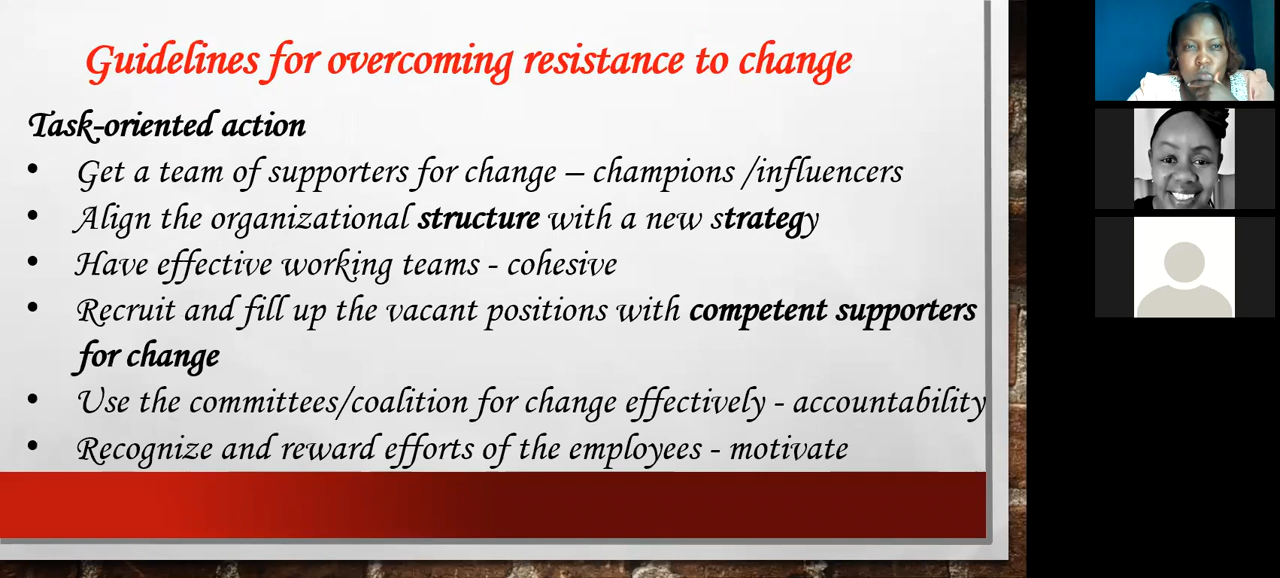 Guidelines for overcoming resistance to change
Task-oriented action
• Get a team of supporters for change – champions /influencers
• Align the organizational structure with a new strategy
• Have effective working teams - cohesive
• Recruit and fill up the vacant positions with competent supporters
for change
• Use the committees/coalition for change effectively - accountability
• Recognize and reward efforts of the employees - motivate